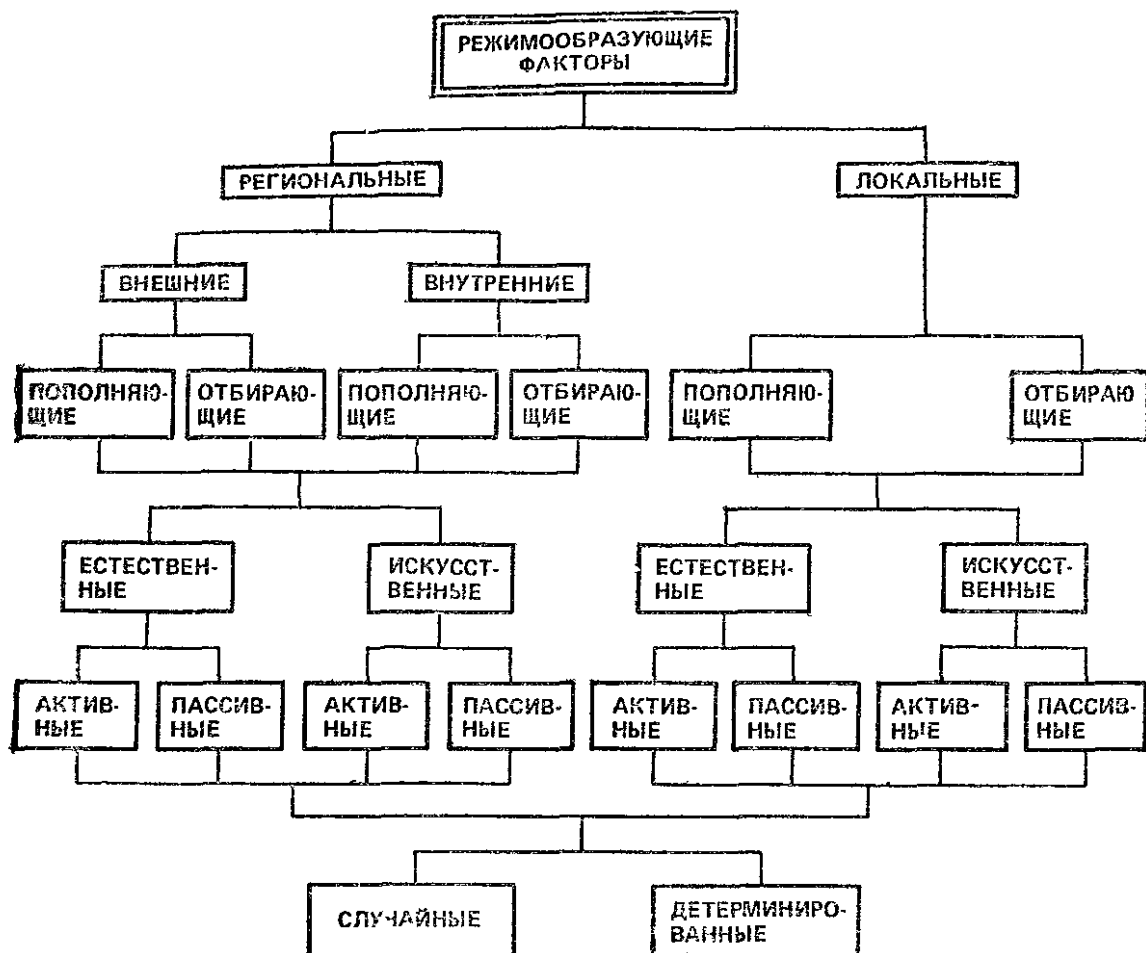 РЕЖИМООБРАЗУЮЩИЕ
ФАКТОРЫ
РЕГИОНАЛЬНЫЕ
ЛОКАЛЬНЫЕ
ВНЕШНИЕ
ВНУТРЕННИЕ
ПОПОЛНЯЮ-
ЩИЕ
ОТБИРАЮ-
ЩИЕ
ПОПОЛНЯЮ-
ЩИЕ
ОТБИРАЮ-
ЩИЕ
ПОПОЛНЯЮ-
ЩИЕ
ОТБИРАЮ
ЩИЕ
ЕСТЕСТВЕН-
НЫЕ
ИСКУССТ-
ВЕННЫЕ
ЕСТЕСТВЕН-
НЫЕ
ИСКУССТ-
ВЕННЫЕ
АКТИВ-
НЫЕ
ПАССИВ-
НЫЕ
АКТИВ-
НЫЕ
ПАССИВ-
НЫЕ
АКТИВ-
НЫЕ
ПАССИВ-
НЫЕ
АКТИВ-
НЫЕ
ПАССИВ-
НЫЕ
СЛУЧАЙНЫЕ
ДЕТЕРМИНИРО-
ВАННЫЕ